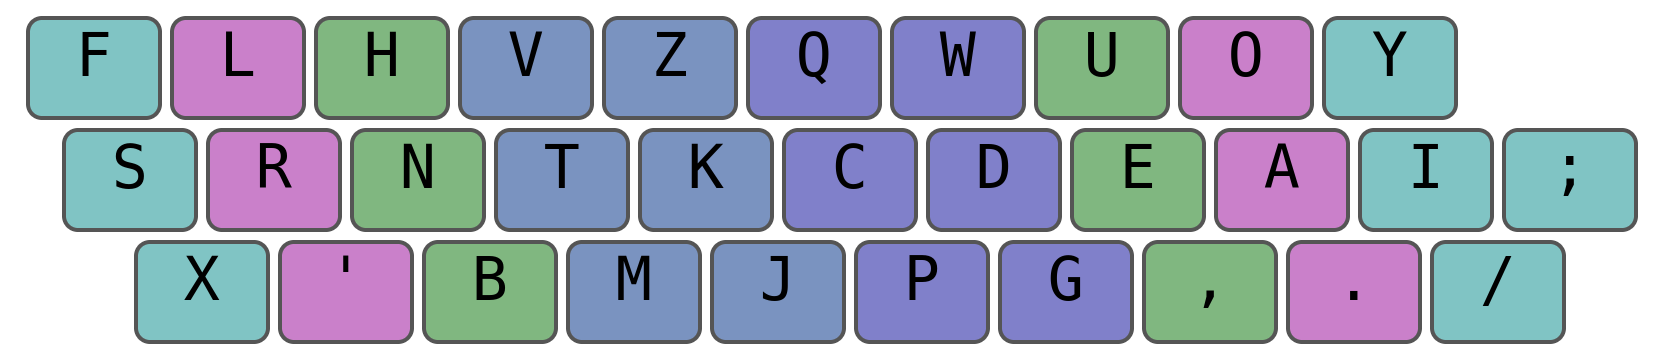 F L H V Z Q W U O Y
S R N T K C D E A I ;
X ' B M J P G , . /